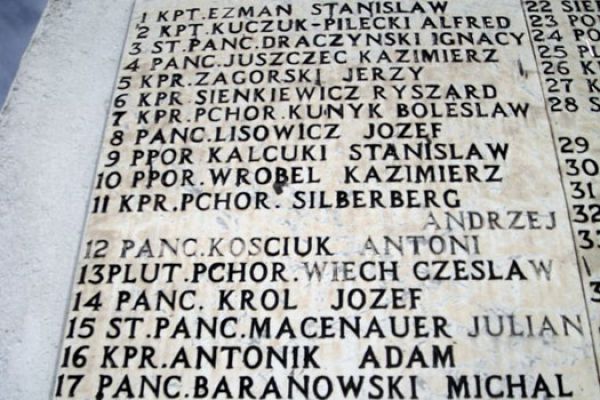 1 KPT. EZMAN STANISLAW
2 KPT. KUCZUK-PILECKI ALFRED
3 ST. PANC. DRACZYNSKI IGNACY
4 PANC. JUSZCZEC KAZIMIERZ
5 KPR. ZAGORSKI JERZY
6 KPR. SIENKIEWICZ RYSZARD
7 KPR. PCHOR. KUNYK BOLESLAW
8 PANC. LISOWICZ JOZEF
9 PPOR KALCUKI STANISLAW
10 PPOR. WROBEL KAZIMIERZ
11 KPR. PCHOR. SILBERBERG
ANDRZEJ
12 PANC. KOSCIUK ANTONI
13 PLUT. PCHOR. WIECH CZESLAW
14 PANC. KROL JOZEF
15 ST. PANC. MACENAUER JULIAN
16 KPR. ANTONIK ADAM
17 PANC. BARANOWSKI MICHAL
22
23
24
25
26
27
28
29
30
31
32